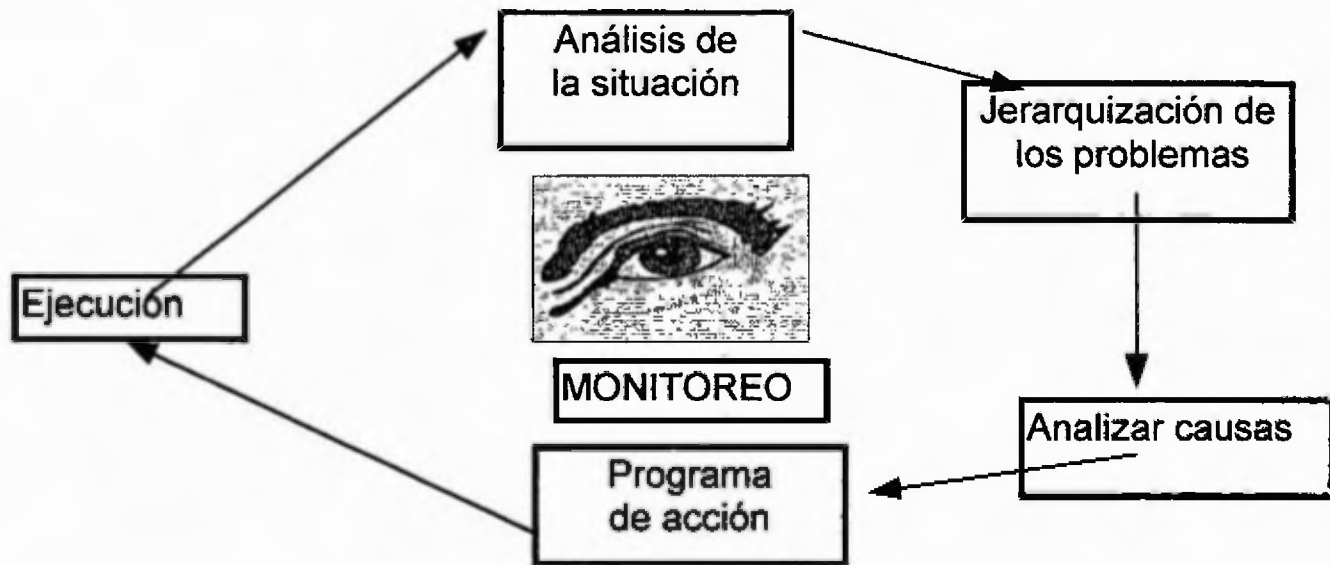 Análisis de
la situación
Jerarquización de
los problemas
Ejecución
MONITOREO
Analizar causas
Programa
de acción